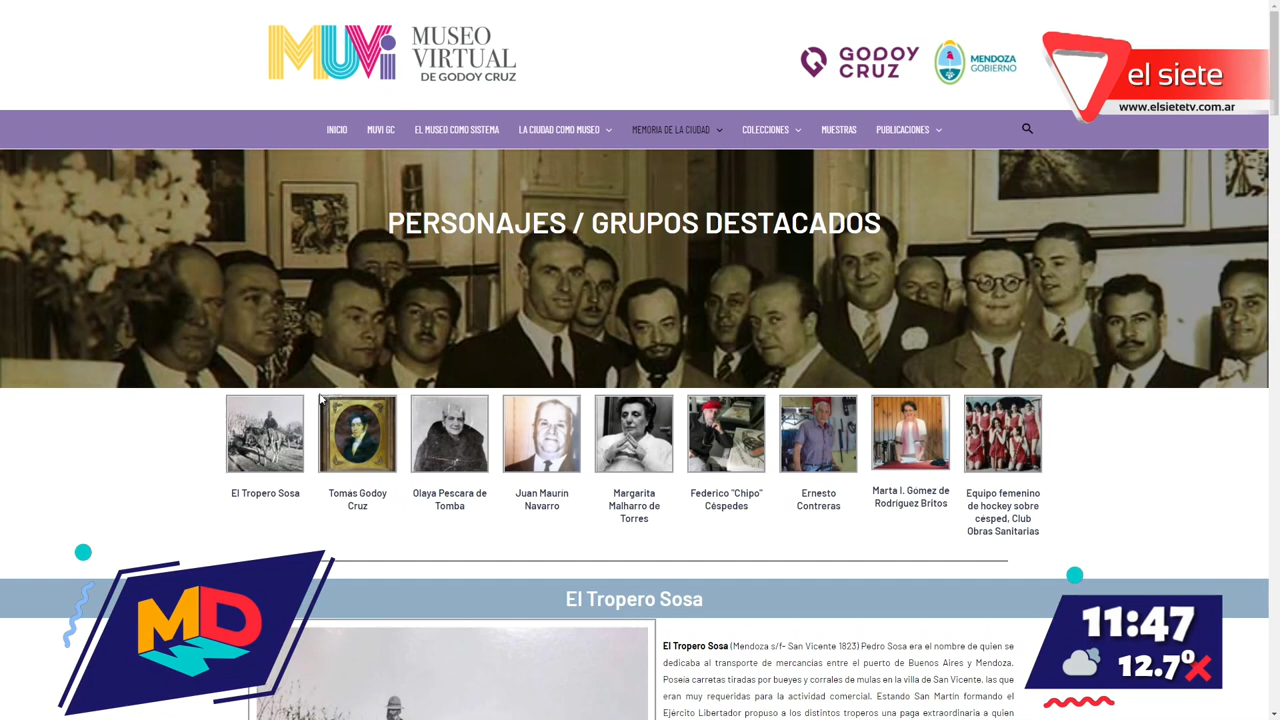 MUVi
MUSEO
VIRTUAL
DE GODOY CRUZ
GODOY
CRUZ
MENDOZA
GOBIERNO
el siete
www.elsietetv.com.ar
INICIO MUVI GC EL MUSEO COMO SISTEMA LA CIUDAD COMO MUSEO MEMORIA DE LA CIUDAD COLECCIONES MUESTRAS PUBLICACIONES
PERSONAJES / GRUPOS DESTACADOS
El Tropero Sosa
Tomás Godoy
Cruz
Olaya Pescara de
Tomba
Juan Maurín
Navarro
Margarita
Malharro de
Torres
Federico "Chipo"
Céspedes
Ernesto
Contreras
Marta I. Gómez de
Rodríguez Britos
Equipo femenino
de hockey sobre
césped, Club
Obras Sanitarias
El Tropero Sosa
El Tropero Sosa (Mendoza s/f- San Vicente 1823) Pedro Sosa era el nombre de quien se
dedicaba al transporte de mercancías entre el puerto de Buenos Aires y Mendoza.
Poseía carretas tiradas por bueyes y corrales de mulas en la villa de San Vicente, las que
eran muy requeridas para la actividad comercial. Estando San Martín formando el
Ejército Libertador propuso a los distintos troperos una paga extraordinaria a quien
MD
11:47
12.7º